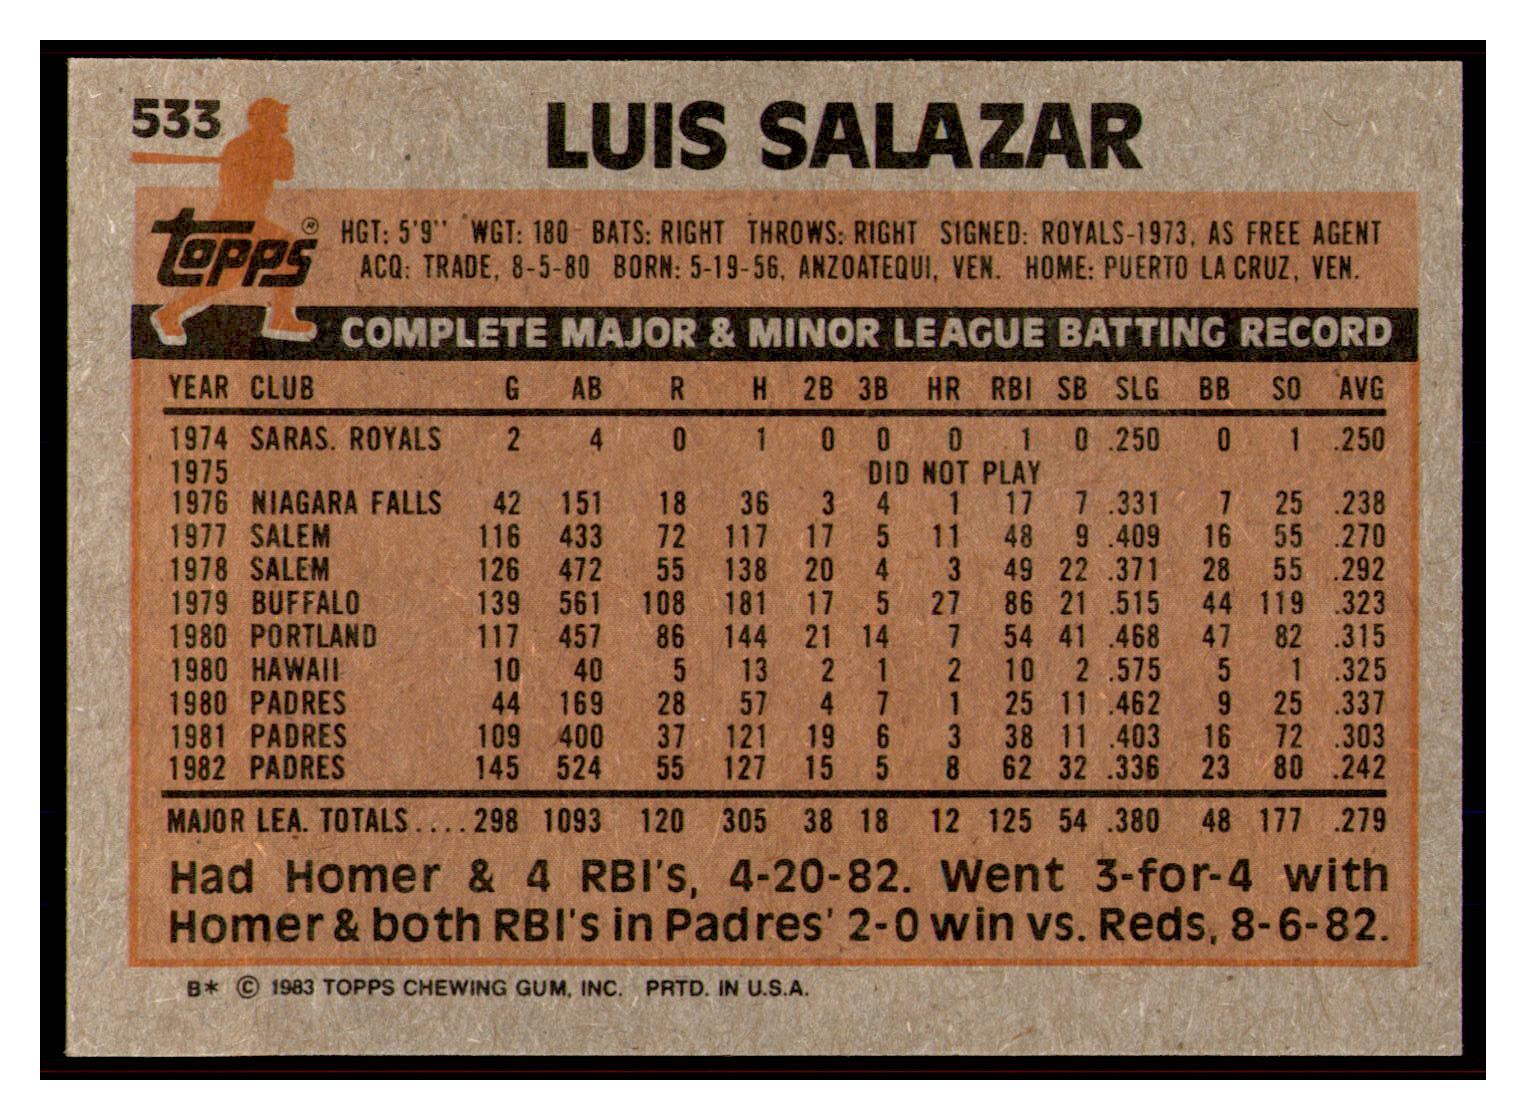 533
LUIS SALAZAR
topps®
HGT: 5'9" WGT: 180 BATS: RIGHT THROWS: RIGHT SIGNED: ROYALS-1973, AS FREE AGENT
ACQ: TRADE, 8-5-80 BORN: 5-19-56, ANZOATEQUI, VEN. HOME: PUERTO LA CRUZ, VEN.
COMPLETE MAJOR & MINOR LEAGUE BATTING RECORD
YEAR CLUB G AB R H 2B 3B HR RBI SB SLG BB SO AVG
1974 SARAS. ROYALS 2 4 0 1 0 0 0 1 0 .250 0 1 .250
1975 DID NOT PLAY
1976 NIAGARA FALLS 42 151 18 36 3 4 1 17 7 .331 7 25 .238
1977 SALEM 116 433 72 117 17 5 11 48 9 .409 16 55 .270
1978 SALEM 126 472 55 138 20 4 3 49 22 .371 28 55 .292
1979 BUFFALO 139 561 108 181 17 5 27 86 21 .515 44 119 .323
1980 PORTLAND 117 457 86 144 21 14 7 54 41 .468 47 82 .315
1980 HAWAII 10 40 5 13 2 1 2 10 2 .575 5 1 .325
1980 PADRES 44 169 28 57 4 7 1 25 11 .462 9 25 .337
1981 PADRES 109 400 37 121 19 6 3 38 11 .403 16 72 .303
1982 PADRES 145 524 55 127 15 5 8 62 32 .336 23 80 .242
MAJOR LEA. TOTALS.... 298 1093 120 305 38 18 12 125 54 .380 48 177 .279
Had Homer & 4 RBI's, 4-20-82. Went 3-for-4 with
Homer & both RBI's in Padres' 2-0 win vs. Reds, 8-6-82.
B* © 1983 TOPPS CHEWING GUM, INC. PRTD. IN U.S.A.